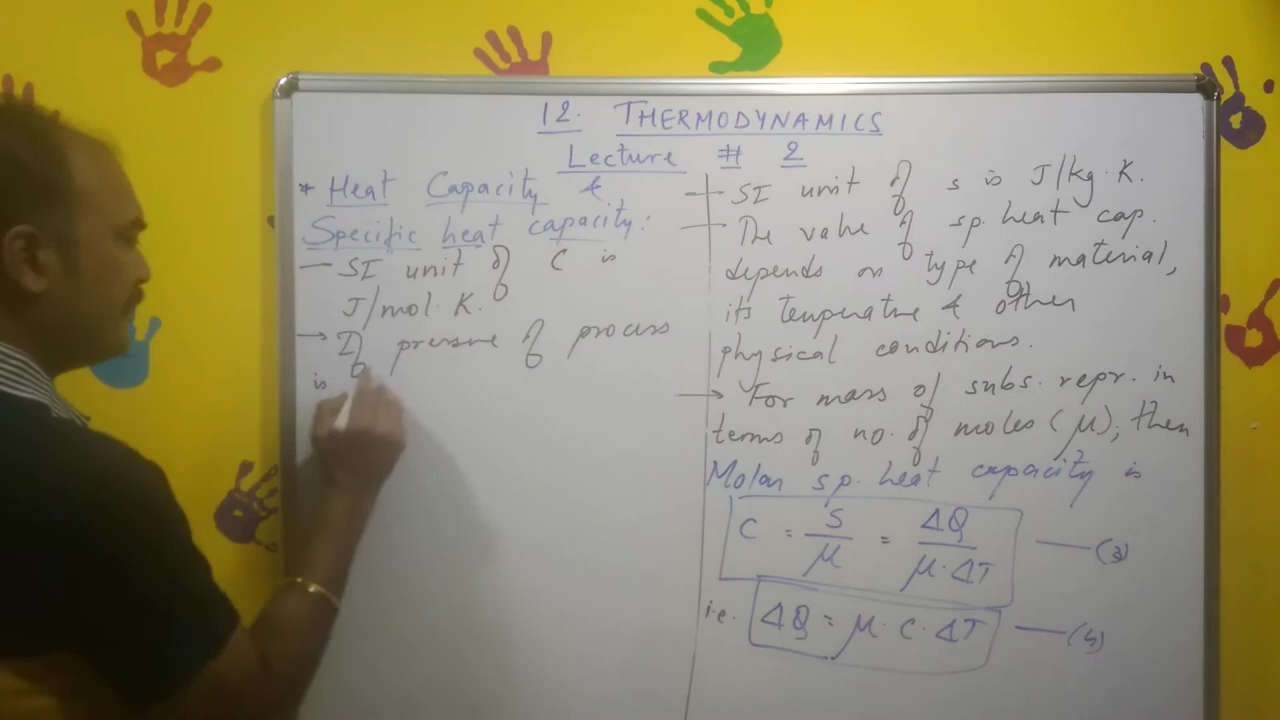 12. THERMODYNAMICS
Lecture # 2
* Heat Capacity &
Specific heat capacity:
— SI unit of C is
J/mol·K.
→ If pressure of process
is
— SI unit of s is J/kg·K.
— The value of sp. heat cap.
depends on type of material,
its temperature & other
physical conditions.
→ For mass of subs. repr. in
terms of no. of moles (μ), then
Molar sp. heat capacity is
C = S/μ = ΔQ/μ·ΔT — (3)
i.e. ΔQ = μ·C·ΔT — (4)